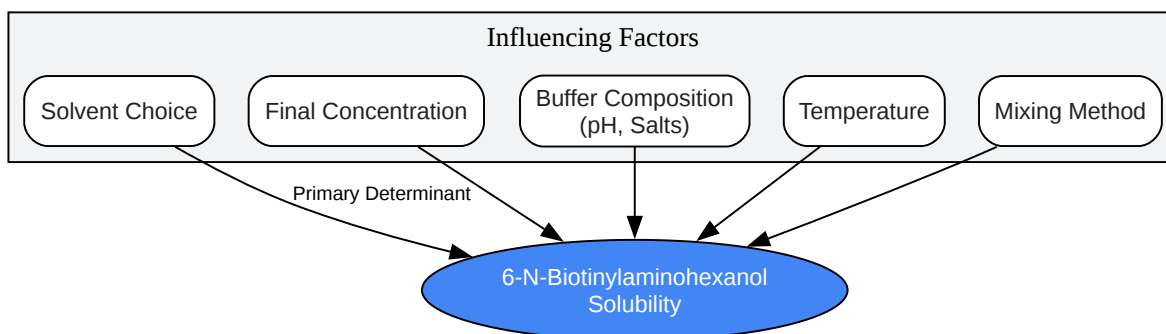 Influencing Factors
Solvent Choice
Final Concentration
Buffer Composition
(pH, Salts)
Temperature
Mixing Method
Primary Determinant
6-N-Biotinylaminohexanol
Solubility